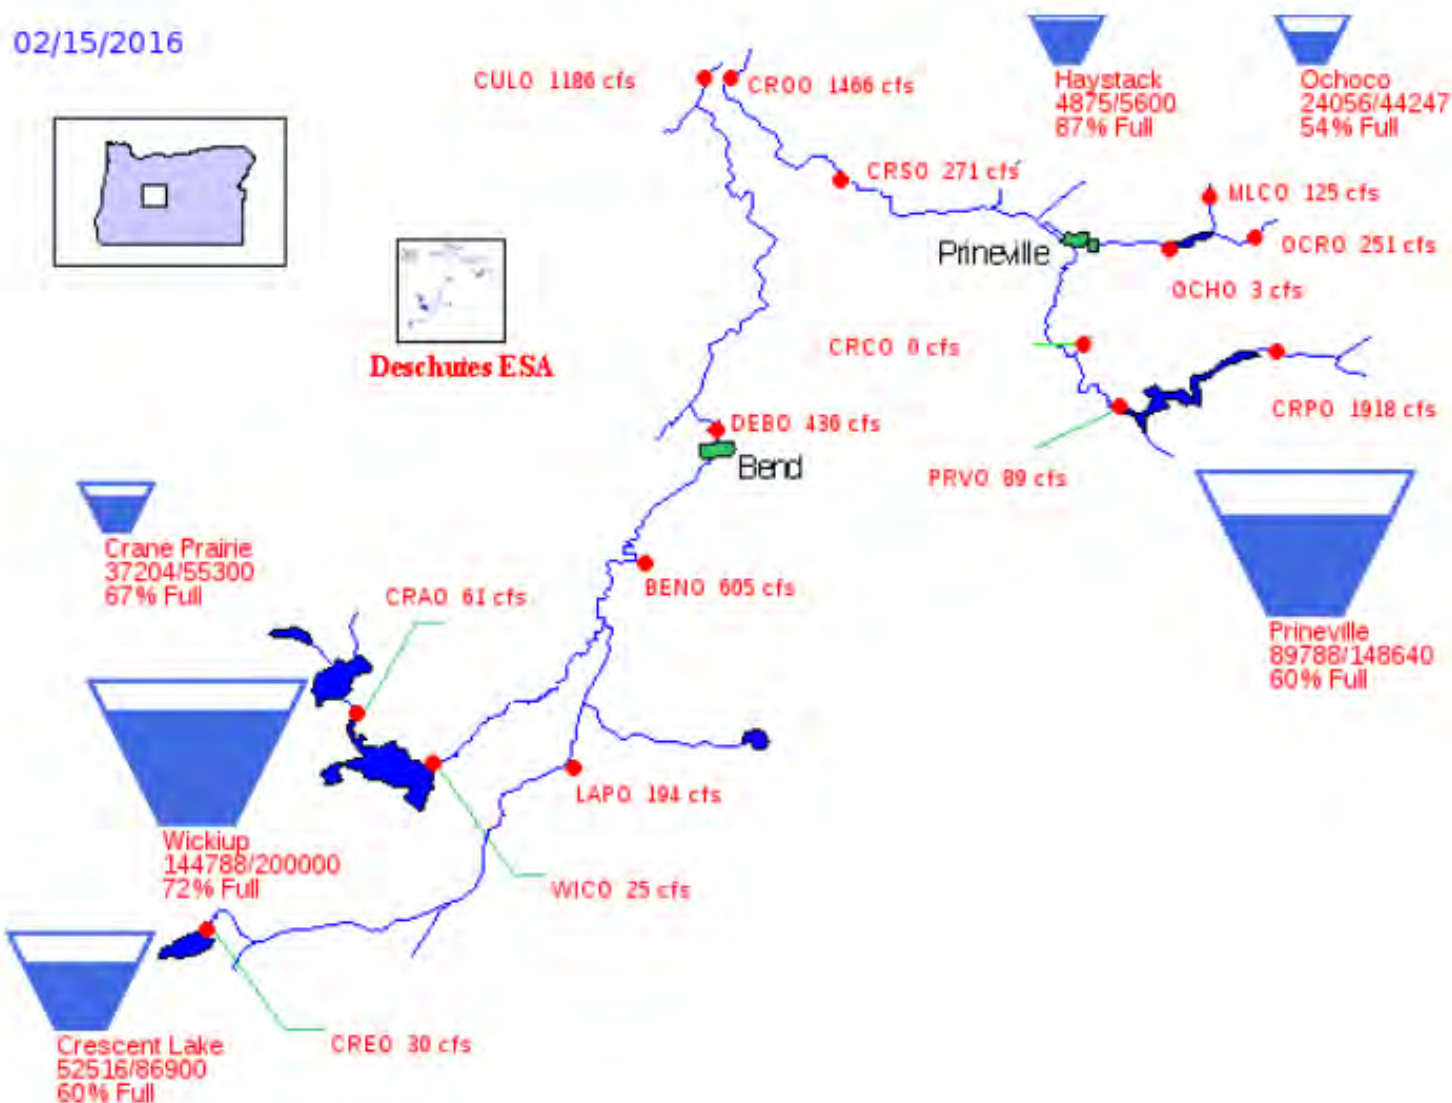 02/15/2016
CULO 1186 cfs
CROO 1466 cfs
Haystack
4875/5600
87% Full
Ochoco
24056/44247
54% Full
CRSO 271 cfs
MLCO 125 cfs
Prineville
OCRO 251 cfs
OCHO 3 cfs
Deschutes ESA
CRCO 0 cfs
CRPO 1918 cfs
DEBO 436 cfs
Bend
PRVO 89 cfs
Crane Prairie
37204/55300
67% Full
CRAO 61 cfs
BENO 605 cfs
Prineville
89788/148640
60% Full
LAPO 194 cfs
Wickiup
144788/200000
72% Full
WICO 25 cfs
CREO 30 cfs
Crescent Lake
52516/86900
60% Full